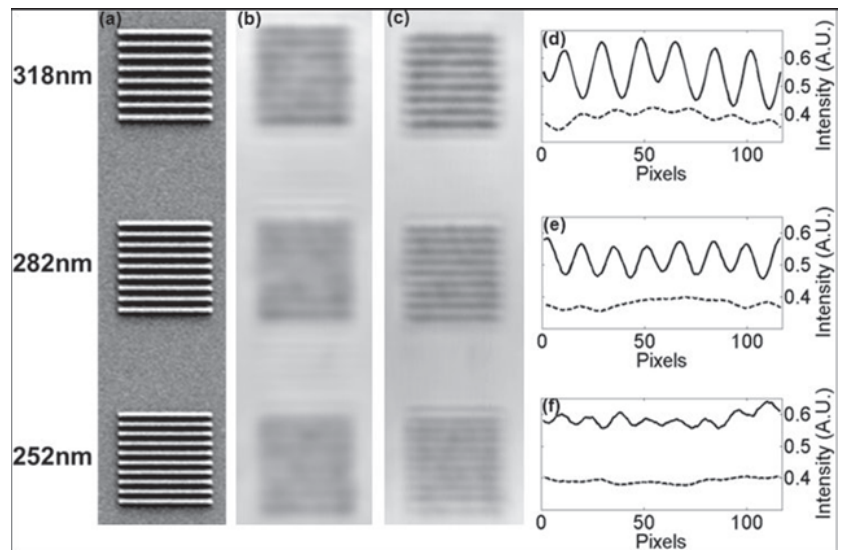 (a)
(b)
(c)
318nm
282nm
252nm
(d)
0.6
0.5
0.4
Intensity (A.U.)
0
50
100
Pixels
(e)
0.6
0.5
0.4
Intensity (A.U.)
0
50
100
Pixels
(f)
0.6
0.5
0.4
Intensity (A.U.)
0
50
100
Pixels